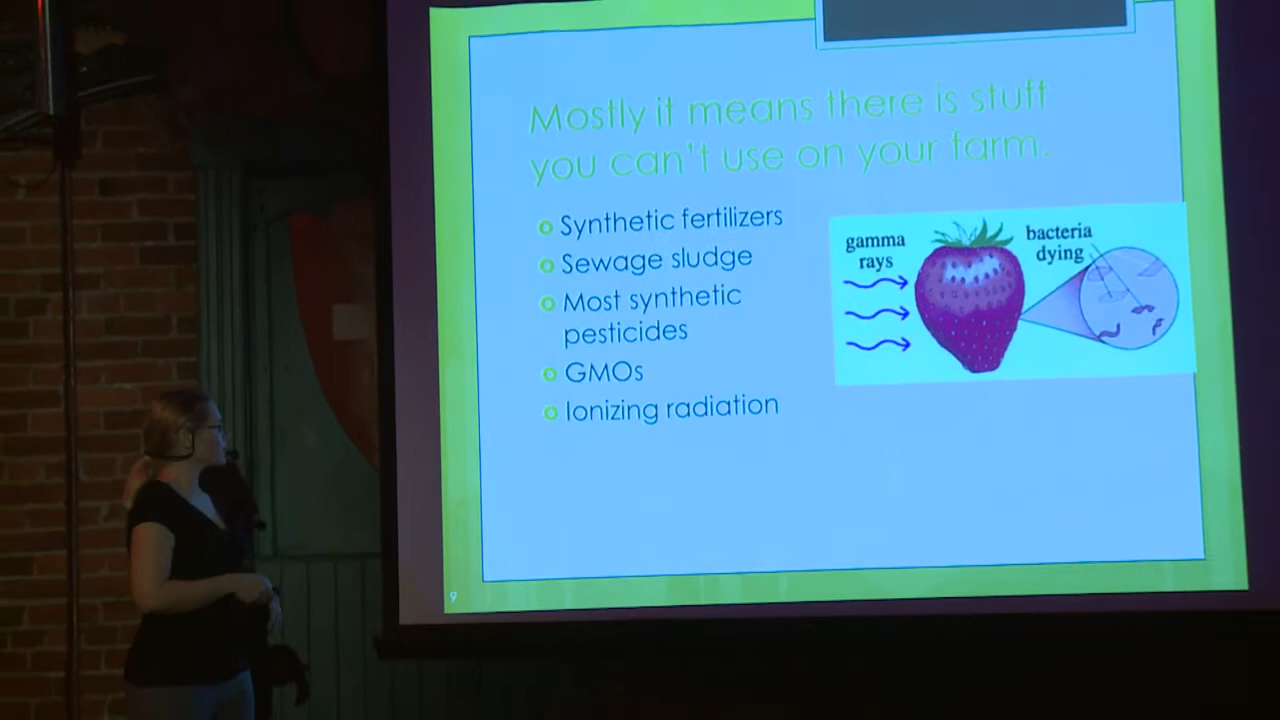 Mostly it means there is stuff
you can't use on your farm.
Synthetic fertilizers
Sewage sludge
Most synthetic
pesticides
GMOs
Ionizing radiation
gamma
rays
bacteria
dying
9